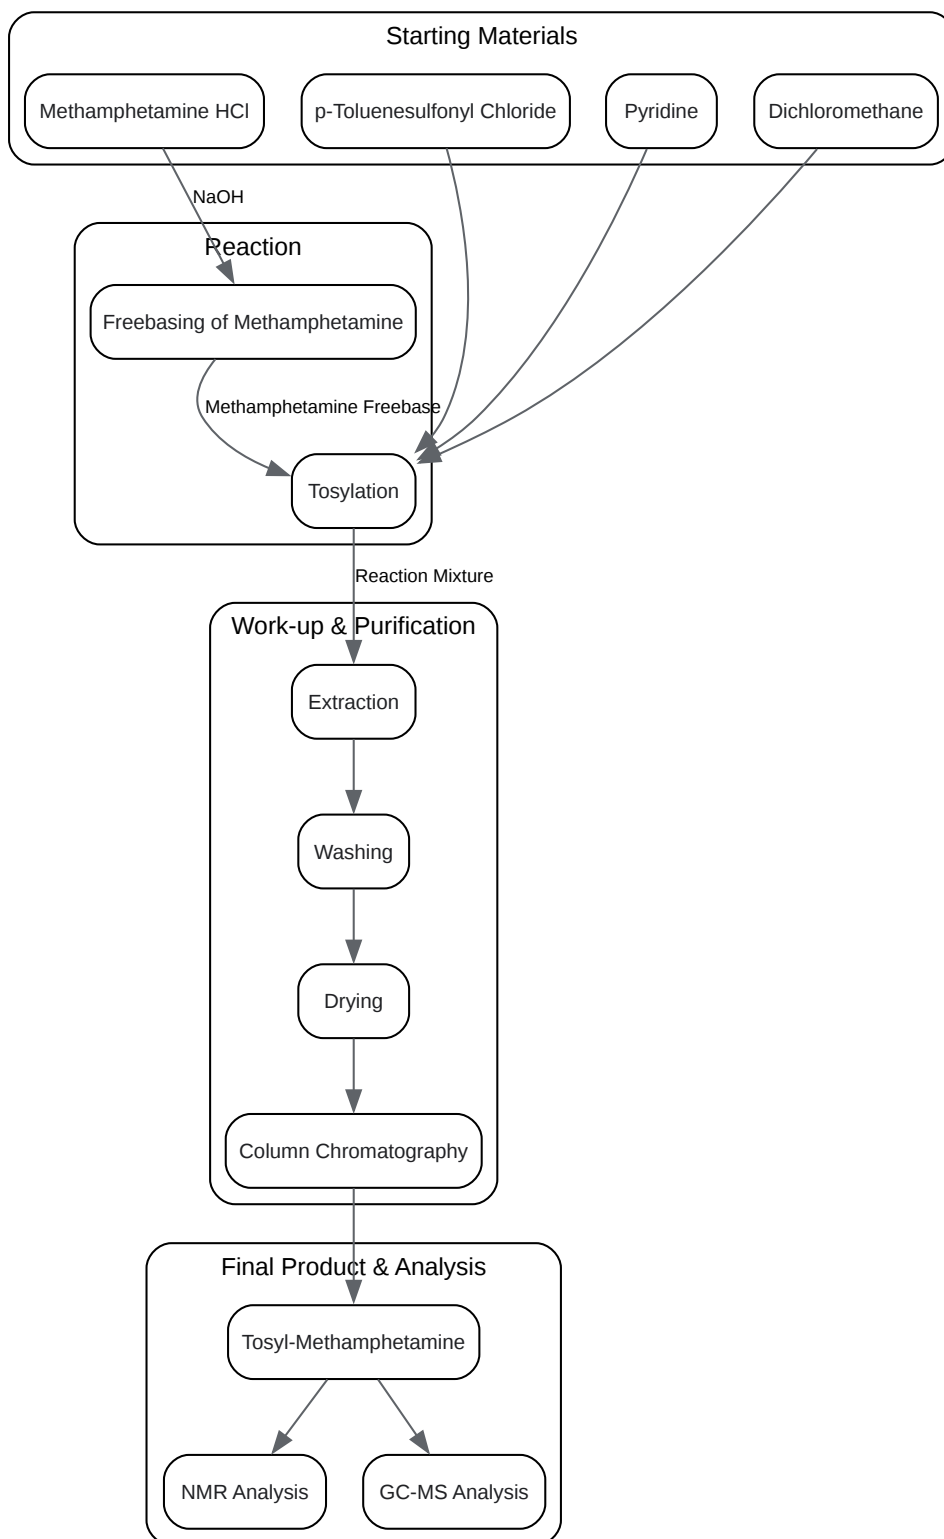 Starting Materials
Methamphetamine HCl
p-Toluenesulfonyl Chloride
Pyridine
Dichloromethane
NaOH
Reaction
Freebasing of Methamphetamine
Methamphetamine Freebase
Tosylation
Reaction Mixture
Work-up & Purification
Extraction
Washing
Drying
Column Chromatography
Final Product & Analysis
Tosyl-Methamphetamine
NMR Analysis
GC-MS Analysis